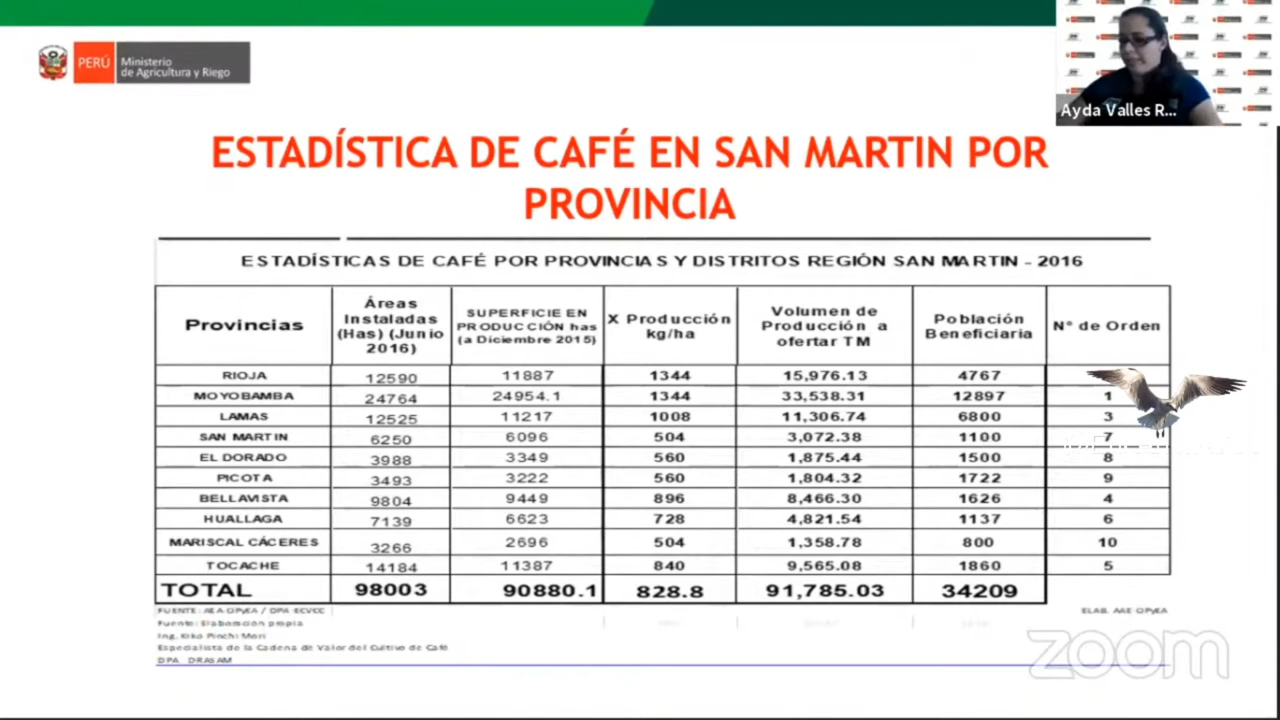 PERÚ Ministerio de Agricultura y Riego
Ayda Valles R...
ESTADÍSTICA DE CAFÉ EN SAN MARTIN POR
PROVINCIA
ESTADÍSTICAS DE CAFÉ POR PROVINCIAS Y DISTRITOS REGIÓN SAN MARTIN - 2016
Provincias Áreas Instaladas (Has) (Junio 2016) SUPERFICIE EN PRODUCCIÓN has (a Diciembre 2015) X Producción kg/ha Volumen de Producción a ofertar TM Población Beneficiaria N° de Orden
RIOJA 12590 11887 1344 15,976.13 4767
MOYOBAMBA 24764 24954.1 1344 33,538.31 12897 1
LAMAS 12525 11217 1008 11,306.74 6800 3
SAN MARTIN 6250 6096 504 3,072.38 1100 7
EL DORADO 3988 3349 560 1,875.44 1500 8
PICOTA 3493 3222 560 1,804.32 1722 9
BELLAVISTA 9804 9449 896 8,466.30 1626 4
HUALLAGA 7139 6623 728 4,821.54 1137 6
MARISCAL CÁCERES 3266 2696 504 1,358.78 800 10
TOCACHE 14184 11387 840 9,565.08 1860 5
TOTAL 98003 90880.1 828.8 91,785.03 34209
FUENTE: AEA-OPyEA / DPA-ECVCC ELAB. AAE-OPyEA
Fuente: Elaboracion propia
Ing. Kiko Pinchi Mori
Especialista de la Cadena de Valor del Cultivo de Café
DPA DRASAM
zoom